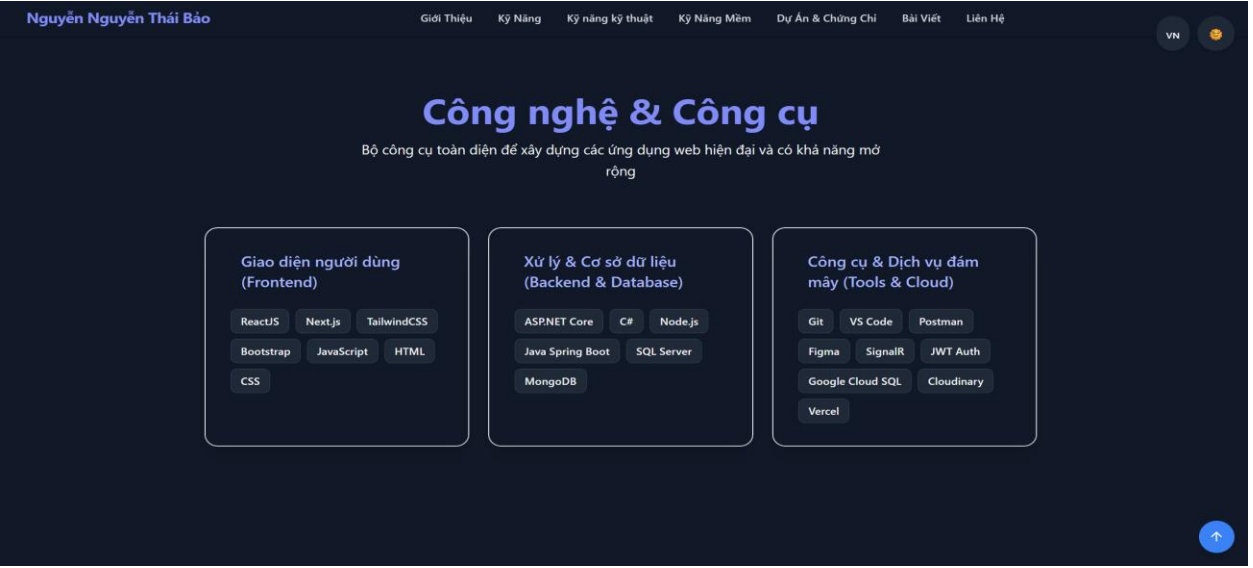 Nguyễn Nguyễn Thái Bảo
Giới Thiệu Kỹ Năng Kỹ năng kỹ thuật Kỹ Năng Mềm Dự Án & Chứng Chỉ Bài Viết Liên Hệ
VN
Công nghệ & Công cụ
Bộ công cụ toàn diện để xây dựng các ứng dụng web hiện đại và có khả năng mở
rộng
Giao diện người dùng
(Frontend)
ReactJS Next.js TailwindCSS
Bootstrap JavaScript HTML
CSS
Xử lý & Cơ sở dữ liệu
(Backend & Database)
ASP.NET Core C# Node.js
Java Spring Boot SQL Server
MongoDB
Công cụ & Dịch vụ đám
mây (Tools & Cloud)
Git VS Code Postman
Figma SignalR JWT Auth
Google Cloud SQL Cloudinary
Vercel